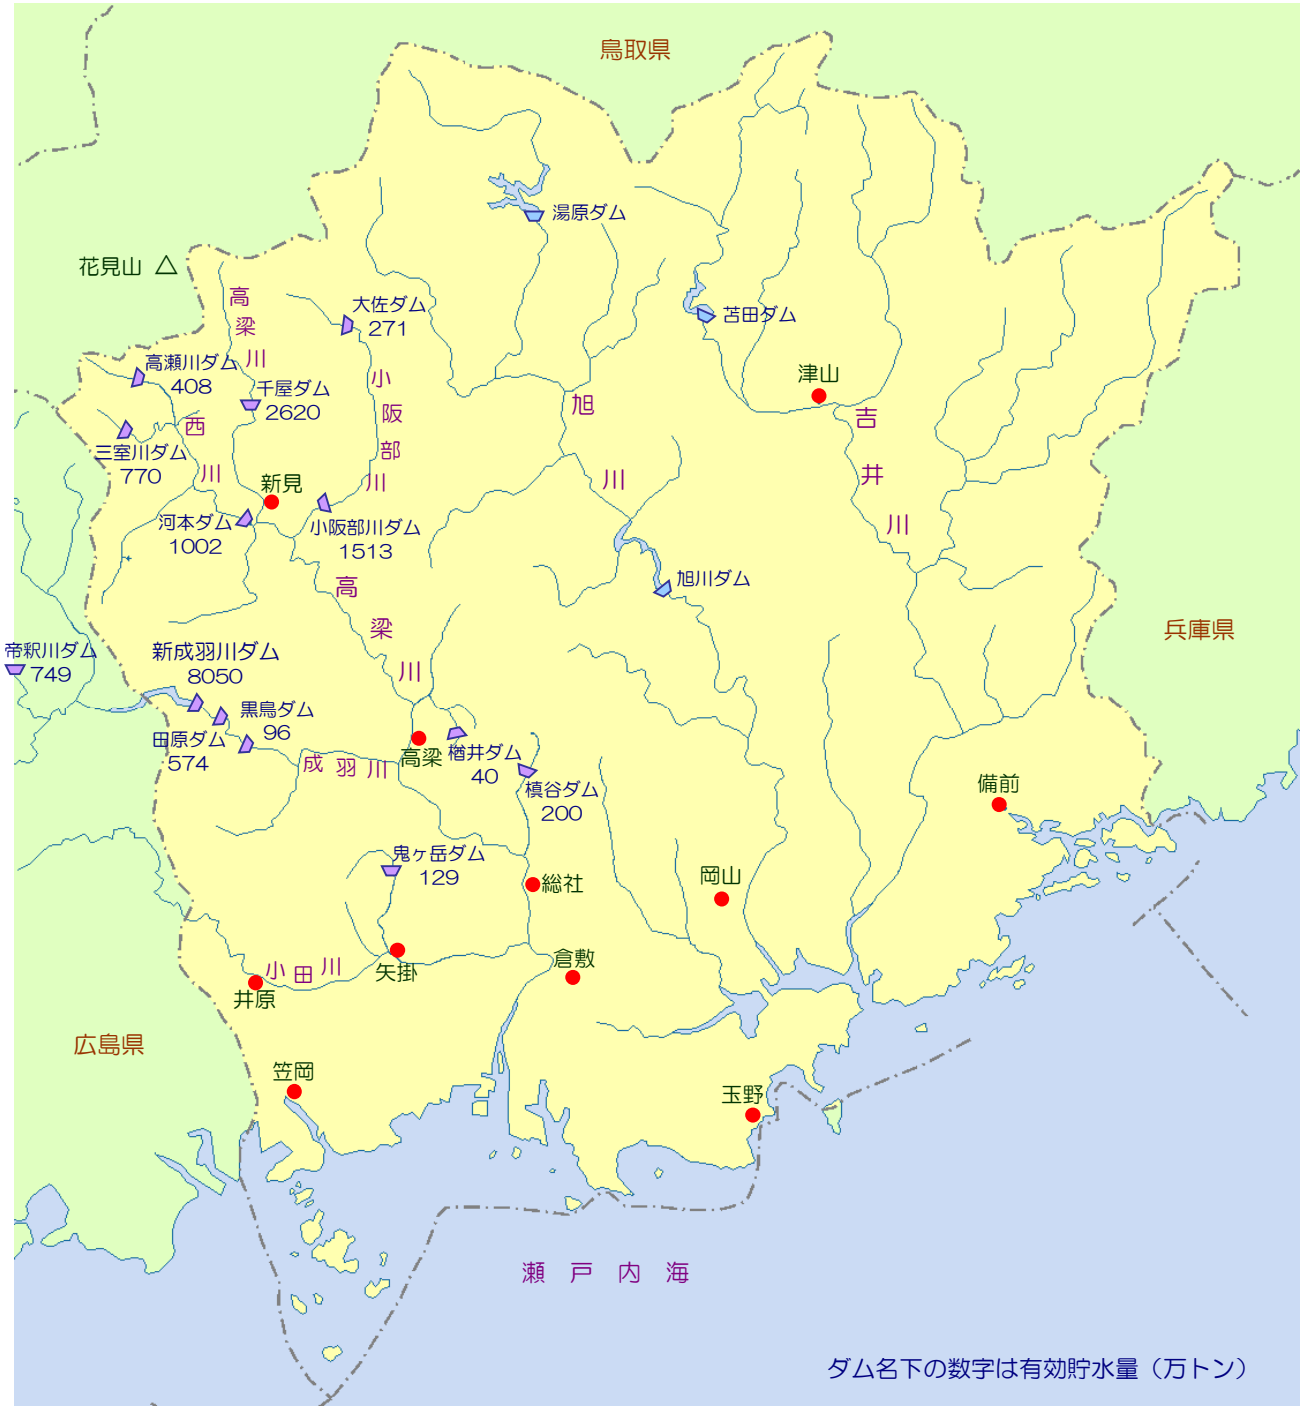 鳥取県
湯原ダム
花見山
高梁川
大佐ダム
271
苫田ダム
高瀬川ダム
408
千屋ダム
2620
小阪部川
津山
旭川
吉井川
西川
三室川ダム
770
新見
河本ダム
1002
小阪部川ダム
1513
高梁川
旭川ダム
兵庫県
帝釈川ダム
749
新成羽川ダム
8050
黒鳥ダム
96
田原ダム
574
成羽川
高梁
楢井ダム
40
槙谷ダム
200
備前
鬼ヶ岳ダム
129
総社
岡山
小田川
矢掛
倉敷
井原
広島県
笠岡
玉野
瀬戸内海
ダム名下の数字は有効貯水量（万トン）